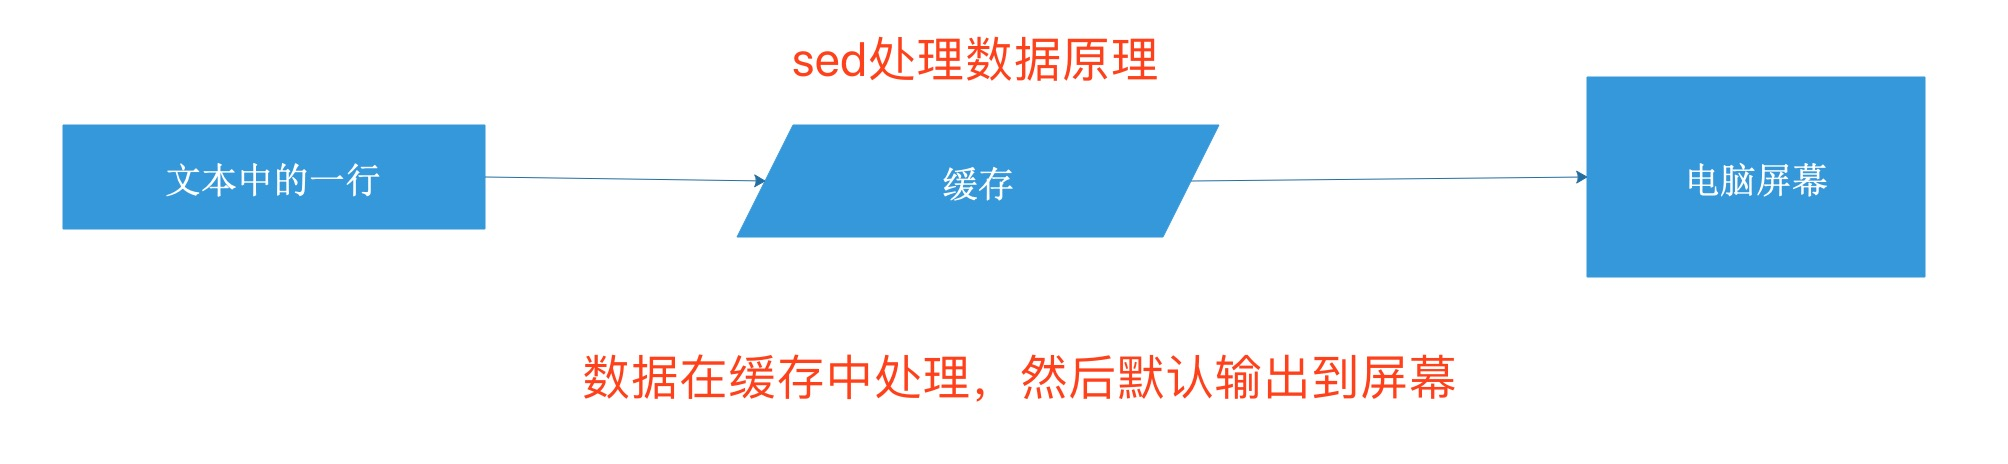 sed处理数据原理
文本中的一行
缓存
电脑屏幕
数据在缓存中处理，然后默认输出到屏幕